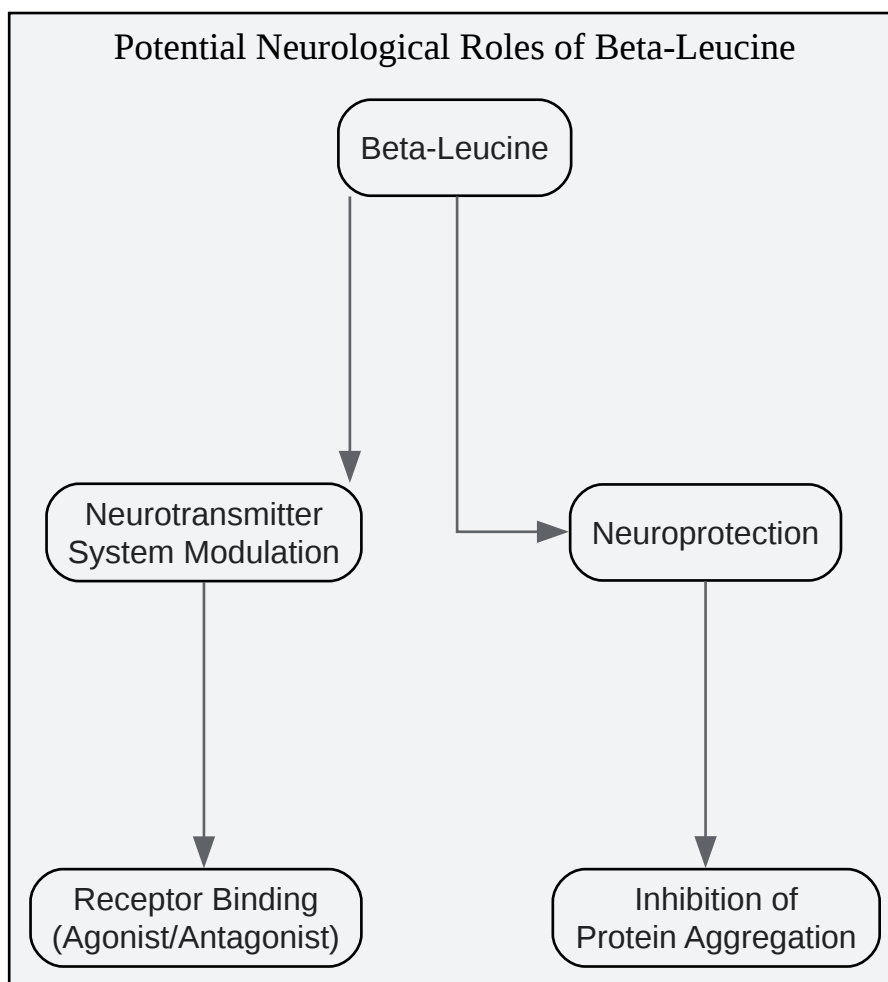 Potential Neurological Roles of Beta-Leucine
Beta-Leucine
Neurotransmitter
System Modulation
Neuroprotection
Receptor Binding
(Agonist/Antagonist)
Inhibition of
Protein Aggregation